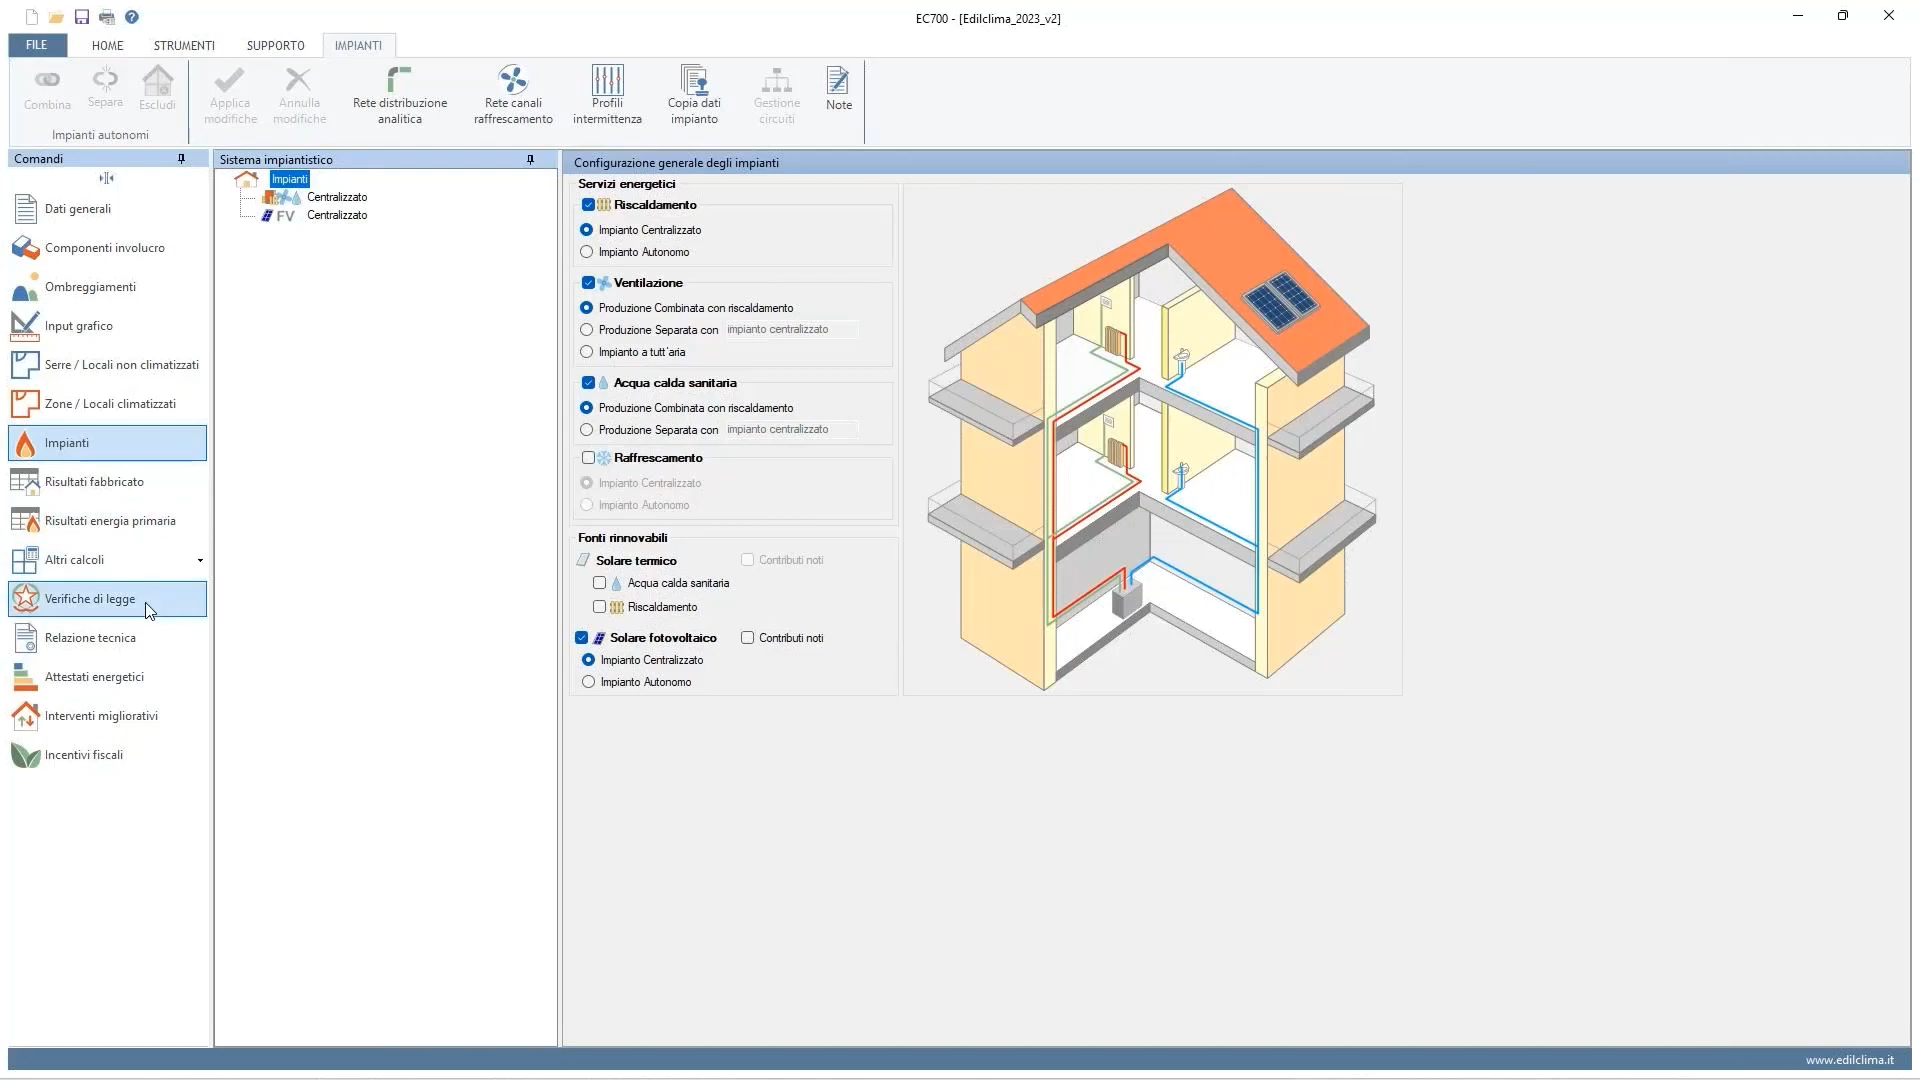 EC700 - [Edilclima_2023_v2]
FILE HOME STRUMENTI SUPPORTO IMPIANTI
Combina Separa Escludi
Impianti autonomi
Applica modifiche
Annulla modifiche
Rete distribuzione analitica
Rete canali raffrescamento
Profili intermittenza
Copia dati impianto
Gestione circuiti
Note
Comandi
Dati generali
Componenti involucro
Ombreggiamenti
Input grafico
Serre / Locali non climatizzati
Zone / Locali climatizzati
Impianti
Risultati fabbricato
Risultati energia primaria
Altri calcoli
Verifiche di legge
Relazione tecnica
Attestati energetici
Interventi migliorativi
Incentivi fiscali
Sistema impiantistico
Impianti
Centralizzato
FV Centralizzato
Configurazione generale degli impianti
Servizi energetici
Riscaldamento
Impianto Centralizzato
Impianto Autonomo
Ventilazione
Produzione Combinata con riscaldamento
Produzione Separata con impianto centralizzato
Impianto a tutt'aria
Acqua calda sanitaria
Produzione Combinata con riscaldamento
Produzione Separata con impianto centralizzato
Raffrescamento
Impianto Centralizzato
Impianto Autonomo
Fonti rinnovabili
Solare termico Contributi noti
Acqua calda sanitaria
Riscaldamento
Solare fotovoltaico Contributi noti
Impianto Centralizzato
Impianto Autonomo
www.edilclima.it